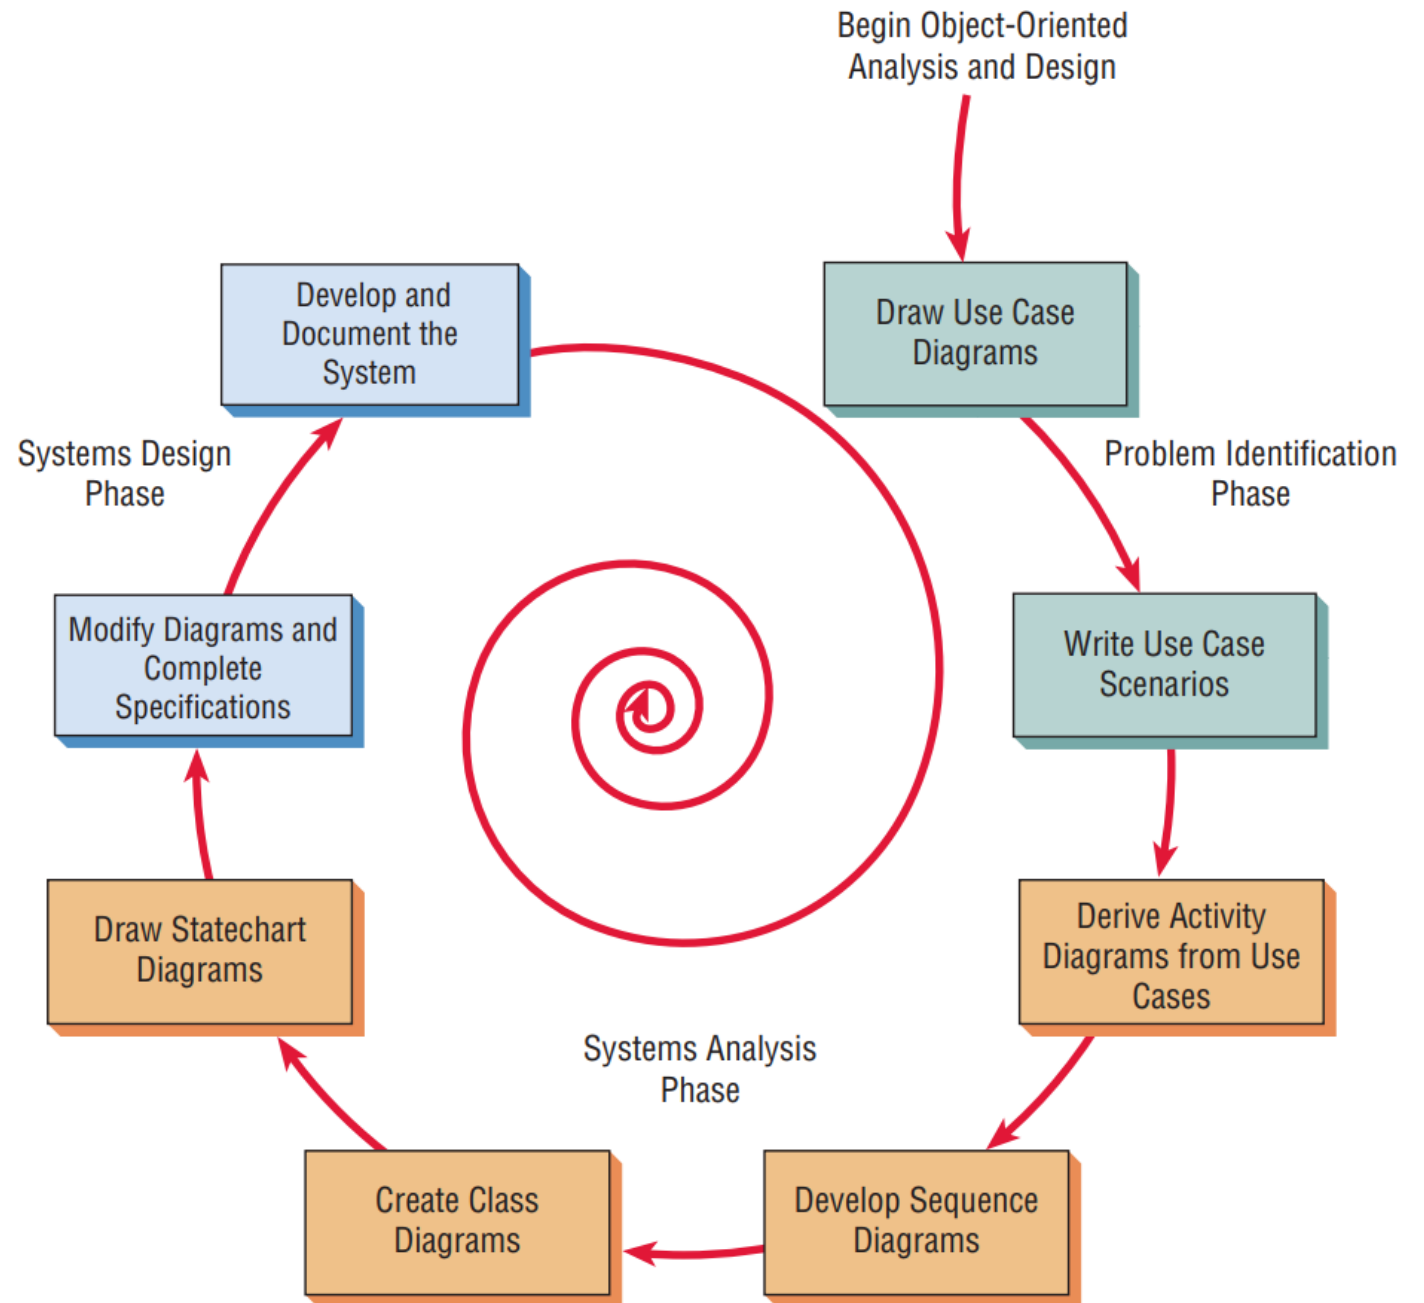 Begin Object-Oriented
Analysis and Design
Draw Use Case
Diagrams
Problem Identification
Phase
Write Use Case
Scenarios
Derive Activity
Diagrams from Use
Cases
Develop Sequence
Diagrams
Systems Analysis
Phase
Create Class
Diagrams
Draw Statechart
Diagrams
Modify Diagrams and
Complete
Specifications
Systems Design
Phase
Develop and
Document the
System